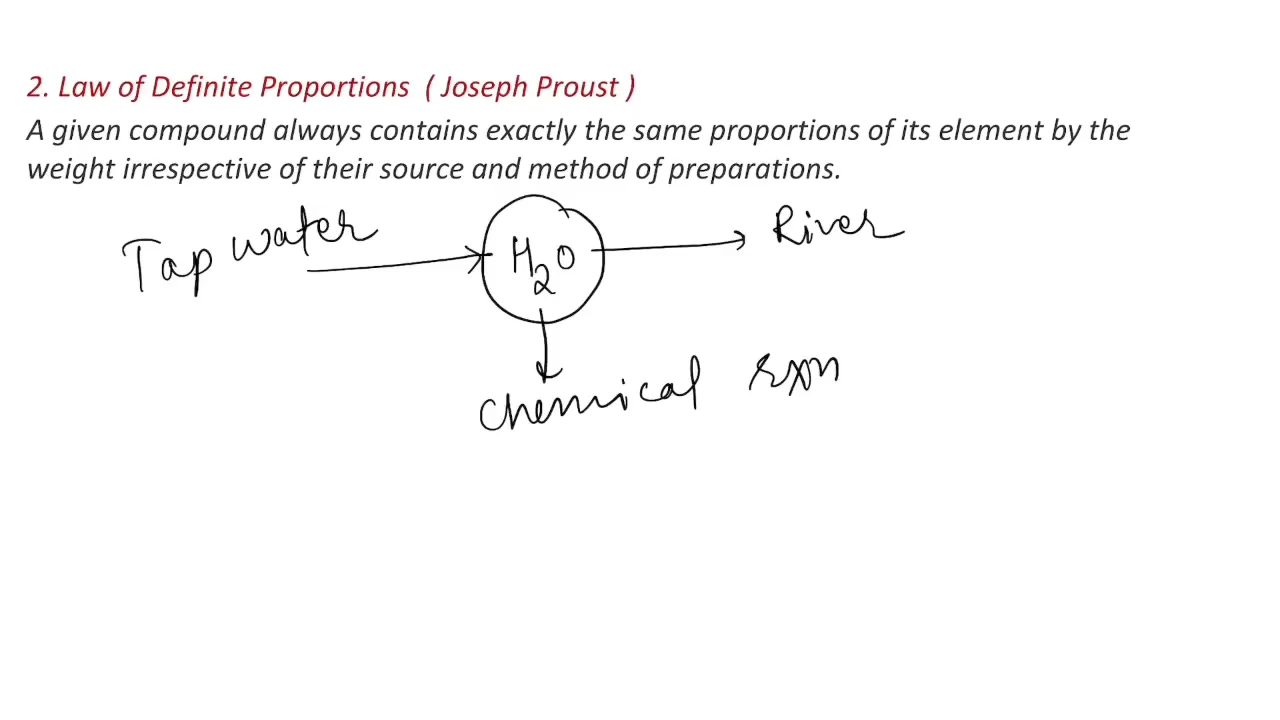 2. Law of Definite Proportions ( Joseph Proust )
A given compound always contains exactly the same proportions of its element by the
weight irrespective of their source and method of preparations.
Tap water
H2O
River
Chemical rxn